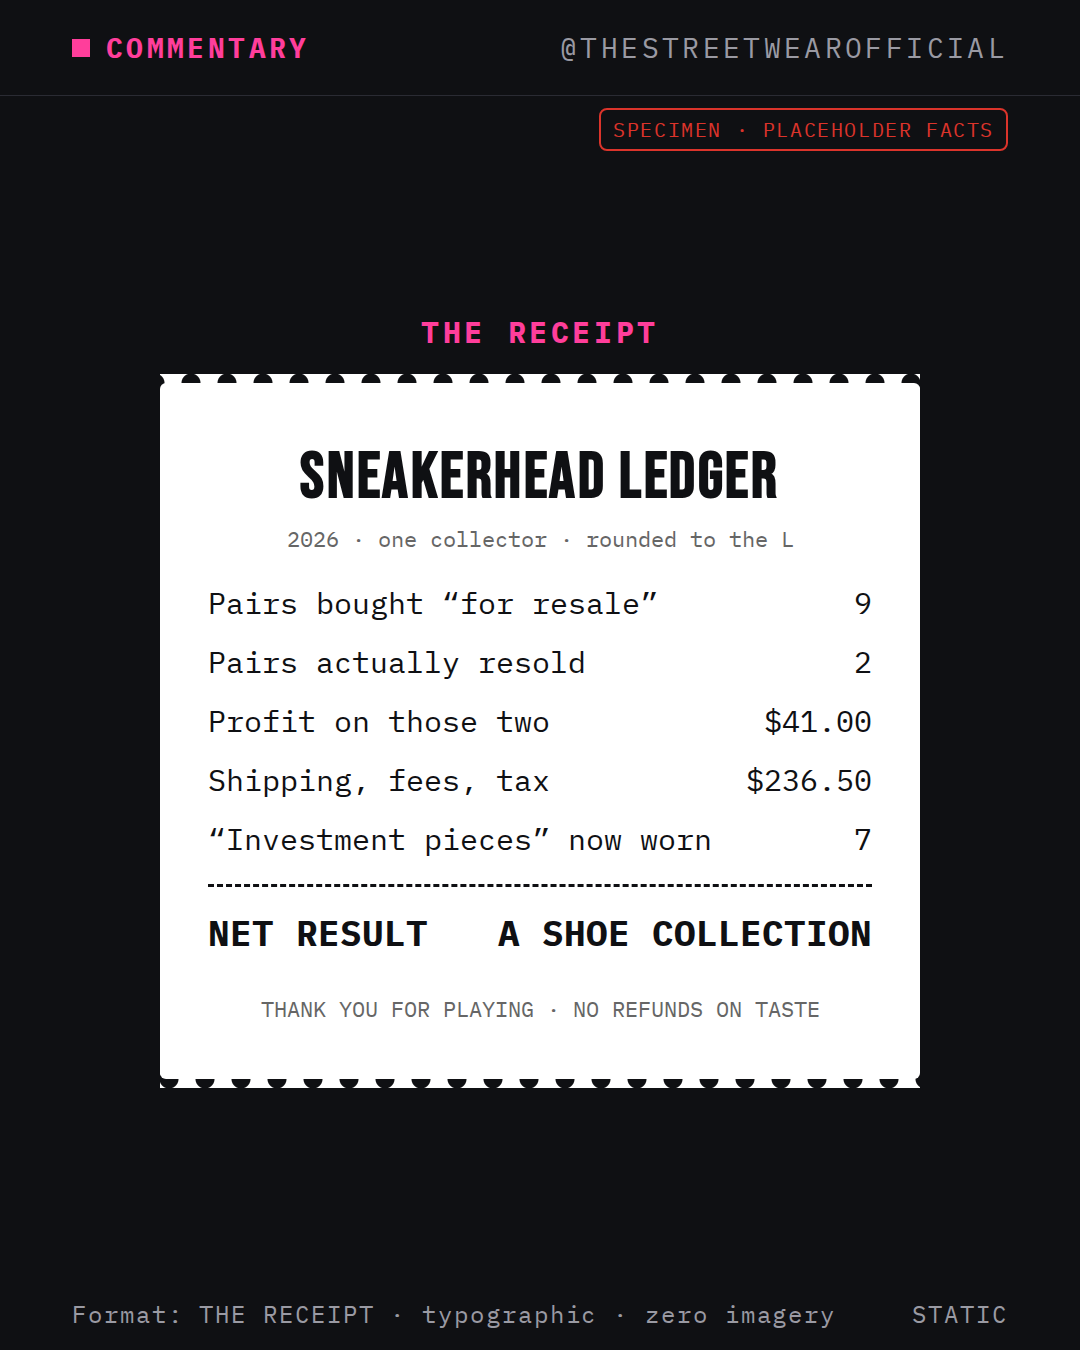 COMMENTARY
@THESTREETWEAROFFICIAL
SPECIMEN · PLACEHOLDER FACTS
THE RECEIPT
SNEAKERHEAD LEDGER
2026 · one collector · rounded to the L
Pairs bought “for resale” 9
Pairs actually resold 2
Profit on those two $41.00
Shipping, fees, tax $236.50
“Investment pieces” now worn 7
NET RESULT A SHOE COLLECTION
THANK YOU FOR PLAYING · NO REFUNDS ON TASTE
Format: THE RECEIPT · typographic · zero imagery STATIC